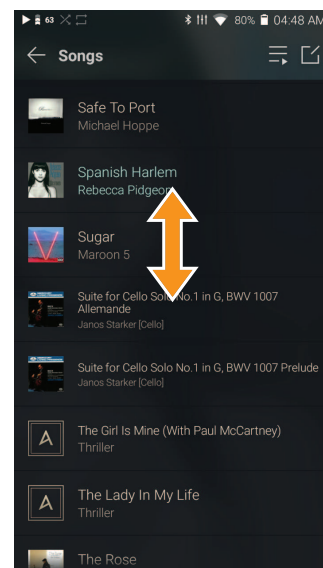 63 80% 04:48 AM
Songs
Safe To Port
Michael Hoppe
Spanish Harlem
Rebecca Pidgeon
Sugar
Maroon 5
Suite for Cello Solo No.1 in G, BWV 1007
Allemande
Janos Starker [Cello]
Suite for Cello Solo No.1 in G, BWV 1007 Prelude
Janos Starker [Cello]
The Girl Is Mine (With Paul McCartney)
Thriller
The Lady In My Life
Thriller
The Rose